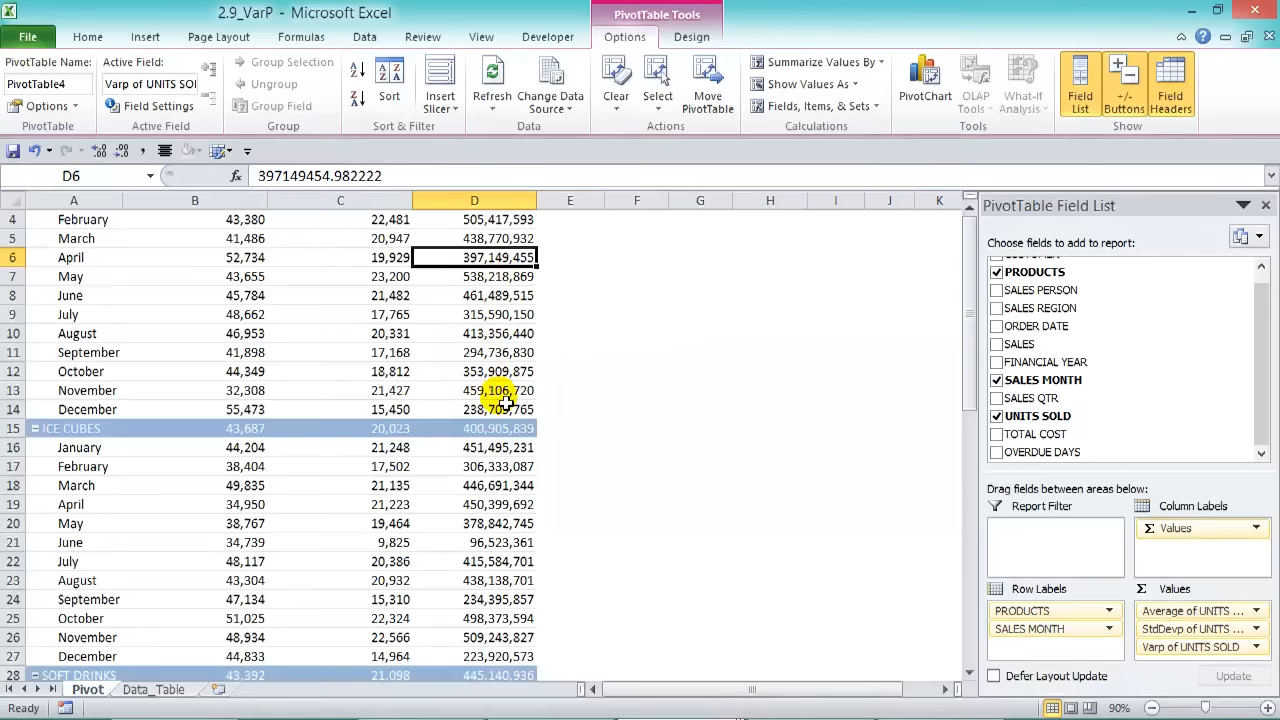 2.9_VarP - Microsoft Excel
PivotTable Tools
File Home Insert Page Layout Formulas Data Review View Developer Options Design
PivotTable Name: Active Field: Group Selection Summarize Values By
PivotTable4 Varp of UNITS SOL Ungroup Sort Insert Slicer Refresh Change Data Source Clear Select Move PivotTable Show Values As PivotChart OLAP Tools What-If Analysis Field List +/- Buttons Field Headers
Options Field Settings Group Field Fields, Items, & Sets
PivotTable Active Field Group Sort & Filter Data Actions Calculations Tools Show
D6 fx 397149454.982222
A B C D E F G H I J K
4 February 43,380 22,481 505,417,593
5 March 41,486 20,947 438,770,932
6 April 52,734 19,929 397,149,455
7 May 43,655 23,200 538,218,869
8 June 45,784 21,482 461,489,515
9 July 48,662 17,765 315,590,150
10 August 46,953 20,331 413,356,440
11 September 41,898 17,168 294,736,830
12 October 44,349 18,812 353,909,875
13 November 32,308 21,427 459,106,720
14 December 55,473 15,450
15 ICE CUBES 43,687 20,023 400,905,839
16 January 44,204 21,248 451,495,231
17 February 38,404 17,502 306,333,087
18 March 49,835 21,135 446,691,344
19 April 34,950 21,223 450,399,692
20 May 38,767 19,464 378,842,745
21 June 34,739 9,825 96,523,361
22 July 48,117 20,386 415,584,701
23 August 43,304 20,932 438,138,701
24 September 47,134 15,310 234,395,857
25 October 51,025 22,324 498,373,594
26 November 48,934 22,566 509,243,827
27 December 44,833 14,964 223,920,573
28 SOFT DRINKS 43,392 21,098 445,140,936
Pivot Data_Table
Ready 90%
PivotTable Field List
Choose fields to add to report:
PRODUCTS
SALES PERSON
SALES REGION
ORDER DATE
SALES
FINANCIAL YEAR
SALES MONTH
SALES QTR
UNITS SOLD
TOTAL COST
OVERDUE DAYS
Drag fields between areas below:
Report Filter Column Labels
Σ Values
Row Labels Σ Values
PRODUCTS Average of UNITS ...
SALES MONTH StdDevp of UNITS ...
Varp of UNITS SOLD
Defer Layout Update Update